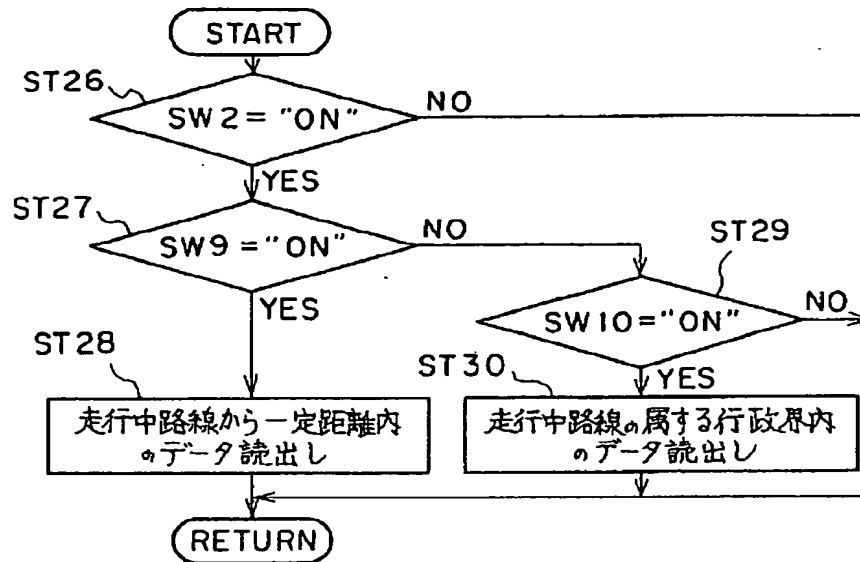 START
ST26
SW2="ON"
NO
YES
ST27
SW9="ON"
NO
YES
ST29
SW10="ON"
NO
YES
ST28
走行中路線から一定距離内
のデータ読出し
ST30
走行中路線の属する行政界内
のデータ読出し
RETURN